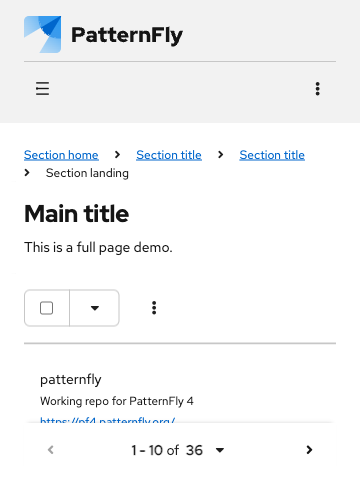 PatternFly
Section home Section title Section title
Section landing
Main title
This is a full page demo.
patternfly
Working repo for PatternFly 4
https://pf4.patternfly.org/
1 - 10 of 36